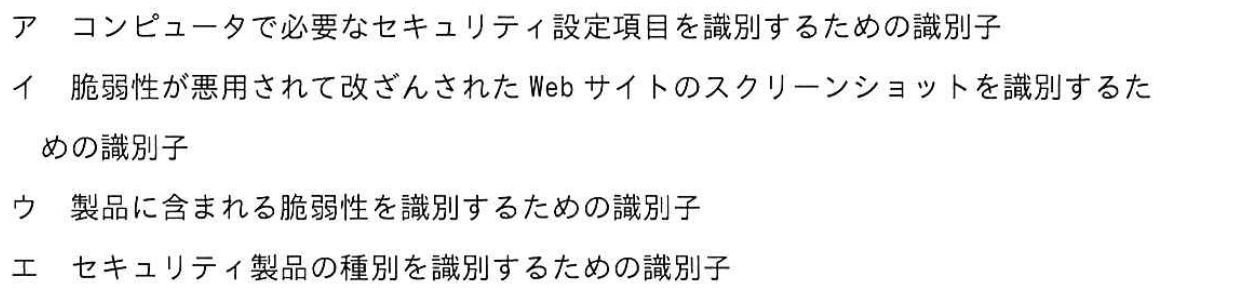 ア　コンピュータで必要なセキュリティ設定項目を識別するための識別子
イ　脆弱性が悪用されて改ざんされた Web サイトのスクリーンショットを識別するた
めの識別子
ウ　製品に含まれる脆弱性を識別するための識別子
エ　セキュリティ製品の種別を識別するための識別子